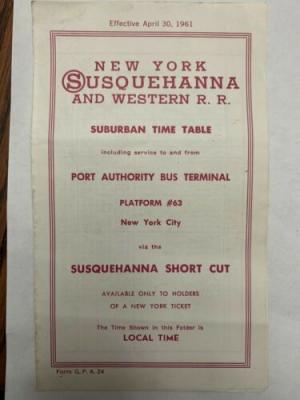 Effective April 30, 1961
NEW YORK
SUSQUEHANNA
AND WESTERN R. R.
SUBURBAN TIME TABLE
including service to and from
PORT AUTHORITY BUS TERMINAL
PLATFORM #63
New York City
via the
SUSQUEHANNA SHORT CUT
AVAILABLE ONLY TO HOLDERS
OF A NEW YORK TICKET
The Time Shown in this Folder is
LOCAL TIME
Form G. P. A. 24